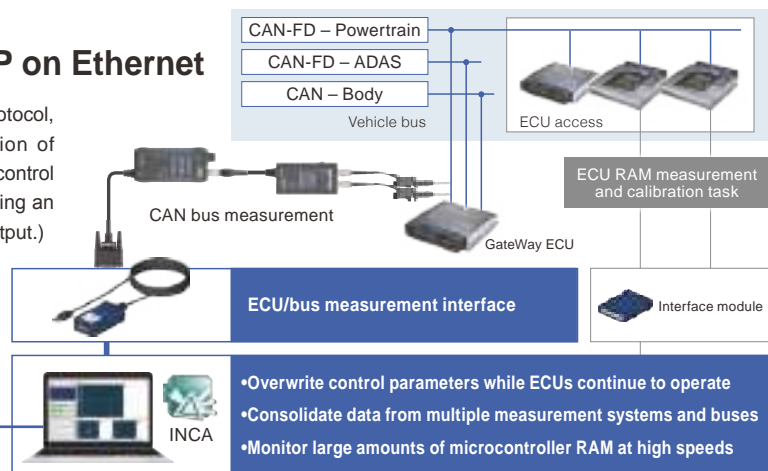 P on Ethernet
otocol,
ion of
control
ing an
tput.)
CAN-FD – Powertrain
CAN-FD – ADAS
CAN – Body
Vehicle bus
ECU access
ECU RAM measurement
and calibration task
CAN bus measurement
GateWay ECU
ECU/bus measurement interface
Interface module
INCA
•Overwrite control parameters while ECUs continue to operate
•Consolidate data from multiple measurement systems and buses
•Monitor large amounts of microcontroller RAM at high speeds